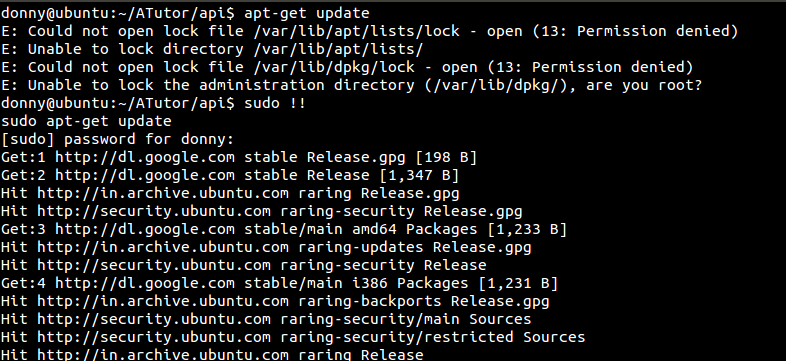 donny@ubuntu:~/ATutor/api$ apt-get update
E: Could not open lock file /var/lib/apt/lists/lock - open (13: Permission denied)
E: Unable to lock directory /var/lib/apt/lists/
E: Could not open lock file /var/lib/dpkg/lock - open (13: Permission denied)
E: Unable to lock the administration directory (/var/lib/dpkg/), are you root?
donny@ubuntu:~/ATutor/api$ sudo !!
sudo apt-get update
[sudo] password for donny:
Get:1 http://dl.google.com stable Release.gpg [198 B]
Get:2 http://dl.google.com stable Release [1,347 B]
Hit http://in.archive.ubuntu.com raring Release.gpg
Hit http://security.ubuntu.com raring-security Release.gpg
Get:3 http://dl.google.com stable/main amd64 Packages [1,233 B]
Hit http://in.archive.ubuntu.com raring-updates Release.gpg
Hit http://security.ubuntu.com raring-security Release
Get:4 http://dl.google.com stable/main i386 Packages [1,231 B]
Hit http://in.archive.ubuntu.com raring-backports Release.gpg
Hit http://security.ubuntu.com raring-security/main Sources
Hit http://security.ubuntu.com raring-security/restricted Sources
Hit http://in.archive.ubuntu.com raring Release